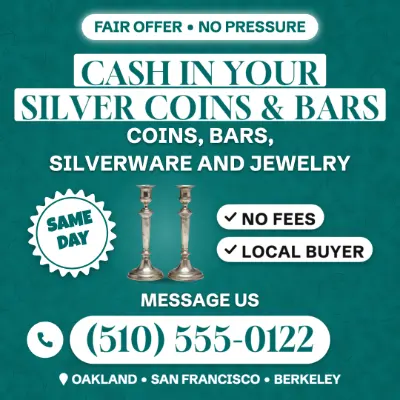 FAIR OFFER • NO PRESSURE
CASH IN YOUR
SILVER COINS & BARS
COINS, BARS,
SILVERWARE AND JEWELRY
SAME
DAY
NO FEES
LOCAL BUYER
MESSAGE US
(510) 555-0122
OAKLAND • SAN FRANCISCO • BERKELEY